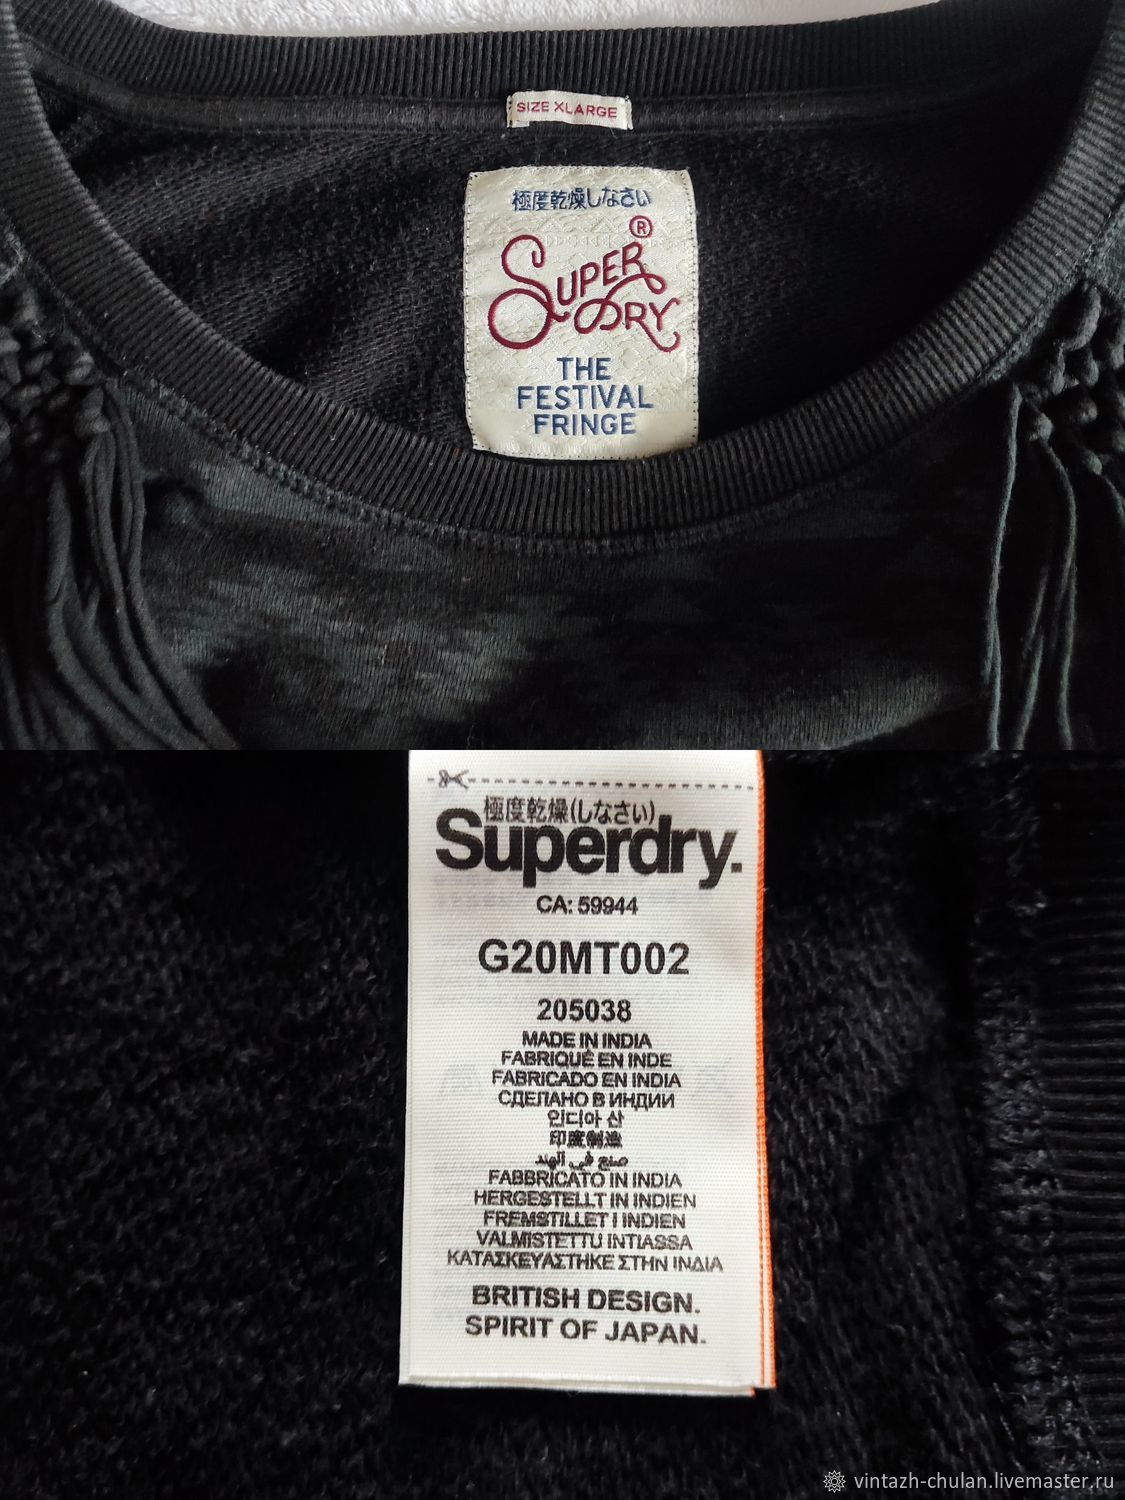 SIZE XLARGE
極度乾燥しなさい
®
SUPER
DRY
THE
FESTIVAL
FRINGE
極度乾燥(しなさい)
Superdry.
CA: 59944
G20MT002
205038
MADE IN INDIA
FABRIQUÉ EN INDE
FABRICADO EN INDIA
СДЕЛАНО В ИНДИИ
인디아 산
印度制造
صنع في الهند
FABBRICATO IN INDIA
HERGESTELLT IN INDIEN
FREMSTILLET I INDIEN
VALMISTETTU INTIASSA
ΚΑΤΑΣΚΕΥΑΣΤΗΚΕ ΣΤΗΝ ΙΝΔΙΑ
BRITISH DESIGN.
SPIRIT OF JAPAN.
vintazh-chulan.livemaster.ru